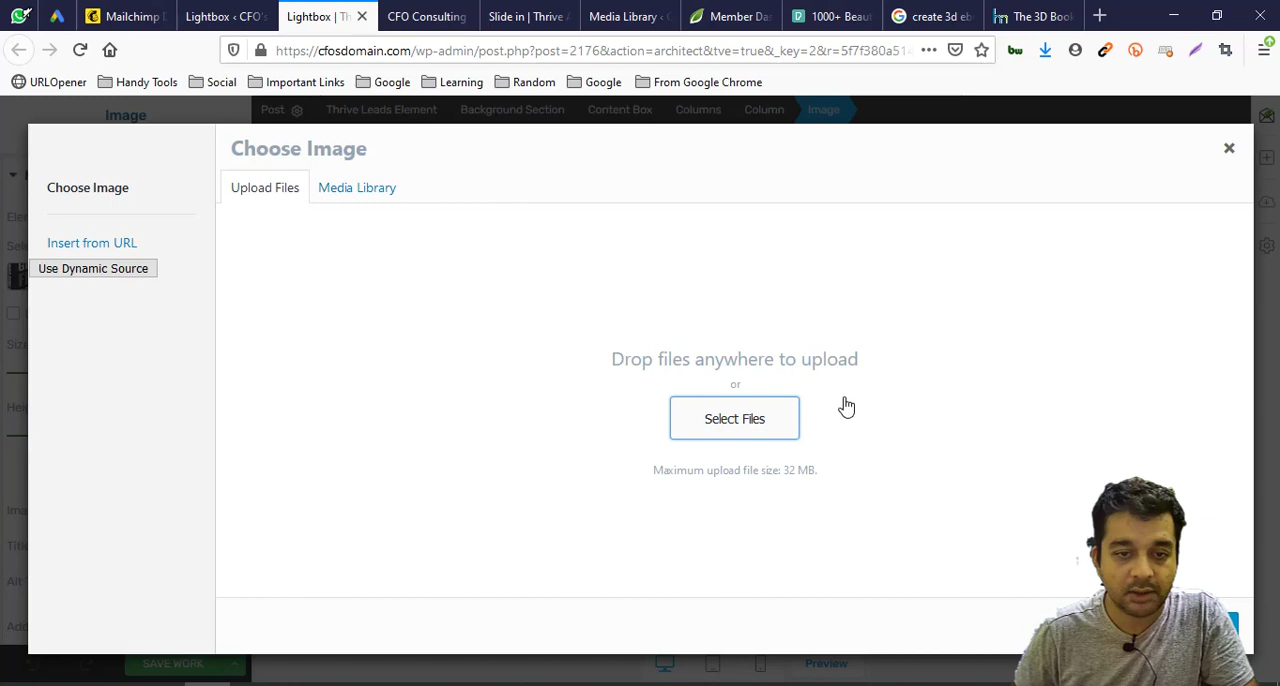 Mailchimp
Lightbox ‹ CFO's
Lightbox | Th
CFO Consulting
Slide in | Thrive
Media Library ‹
Member Da
1000+ Beau
create 3d eb
The 3D Boo
https://cfosdomain.com/wp-admin/post.php?post=2176&action=architect&tve=true&_key=2&r=5f7f380a51
URLOpener
Handy Tools
Social
Important Links
Google
Learning
Random
Google
From Google Chrome
Image
Post
Thrive Leads Element
Background Section
Content Box
Columns
Column
Image
Choose Image
Choose Image
Upload Files
Media Library
Insert from URL
Use Dynamic Source
Drop files anywhere to upload
or
Select Files
Maximum upload file size: 32 MB.
SAVE WORK
Preview